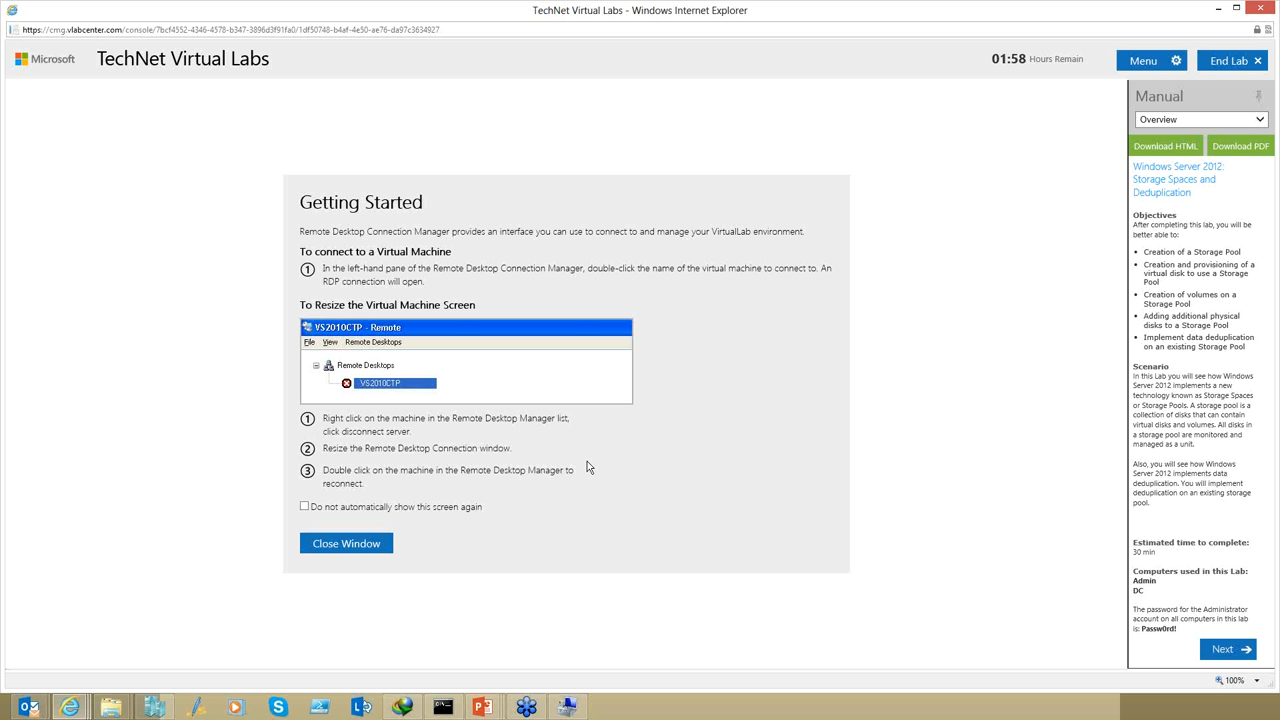 TechNet Virtual Labs - Windows Internet Explorer
https://cmg.vlabcenter.com/console/7bcf4552-4346-4578-b347-3896d3f91fa0/1df50748-b4af-4e50-ae76-da97c3634927
Microsoft
TechNet Virtual Labs
01:58 Hours Remain
Menu
End Lab
Manual
Overview
Download HTML
Download PDF
Getting Started
Remote Desktop Connection Manager provides an interface you can use to connect to and manage your VirtualLab environment.
To connect to a Virtual Machine
1 In the left-hand pane of the Remote Desktop Connection Manager, double-click the name of the virtual machine to connect to. An
RDP connection will open.
To Resize the Virtual Machine Screen
VS2010CTP - Remote
File View Remote Desktops
Remote Desktops
VS2010CTP
1 Right click on the machine in the Remote Desktop Manager list,
click disconnect server.
2 Resize the Remote Desktop Connection window.
3 Double click on the machine in the Remote Desktop Manager to
reconnect.
Do not automatically show this screen again
Close Window
Windows Server 2012:
Storage Spaces and
Deduplication
Objectives
After completing this lab, you will be
better able to:
• Creation of a Storage Pool
• Creation and provisioning of a
virtual disk to use a Storage
Pool
• Creation of volumes on a
Storage Pool
• Adding additional physical
disks to a Storage Pool
• Implement data deduplication
on an existing Storage Pool
Scenario
In this Lab you will see how Windows
Server 2012 implements a new
technology known as Storage Spaces
or Storage Pools. A storage pool is a
collection of disks that can contain
virtual disks and volumes. All disks in
a storage pool are monitored and
managed as a unit.
Also, you will see how Windows
Server 2012 implements data
deduplication. You will implement
deduplication on an existing storage
pool.
Estimated time to complete:
30 min
Computers used in this Lab:
Admin
DC
The password for the Administrator
account on all computers in this lab
is: Passw0rd!
Next
100%